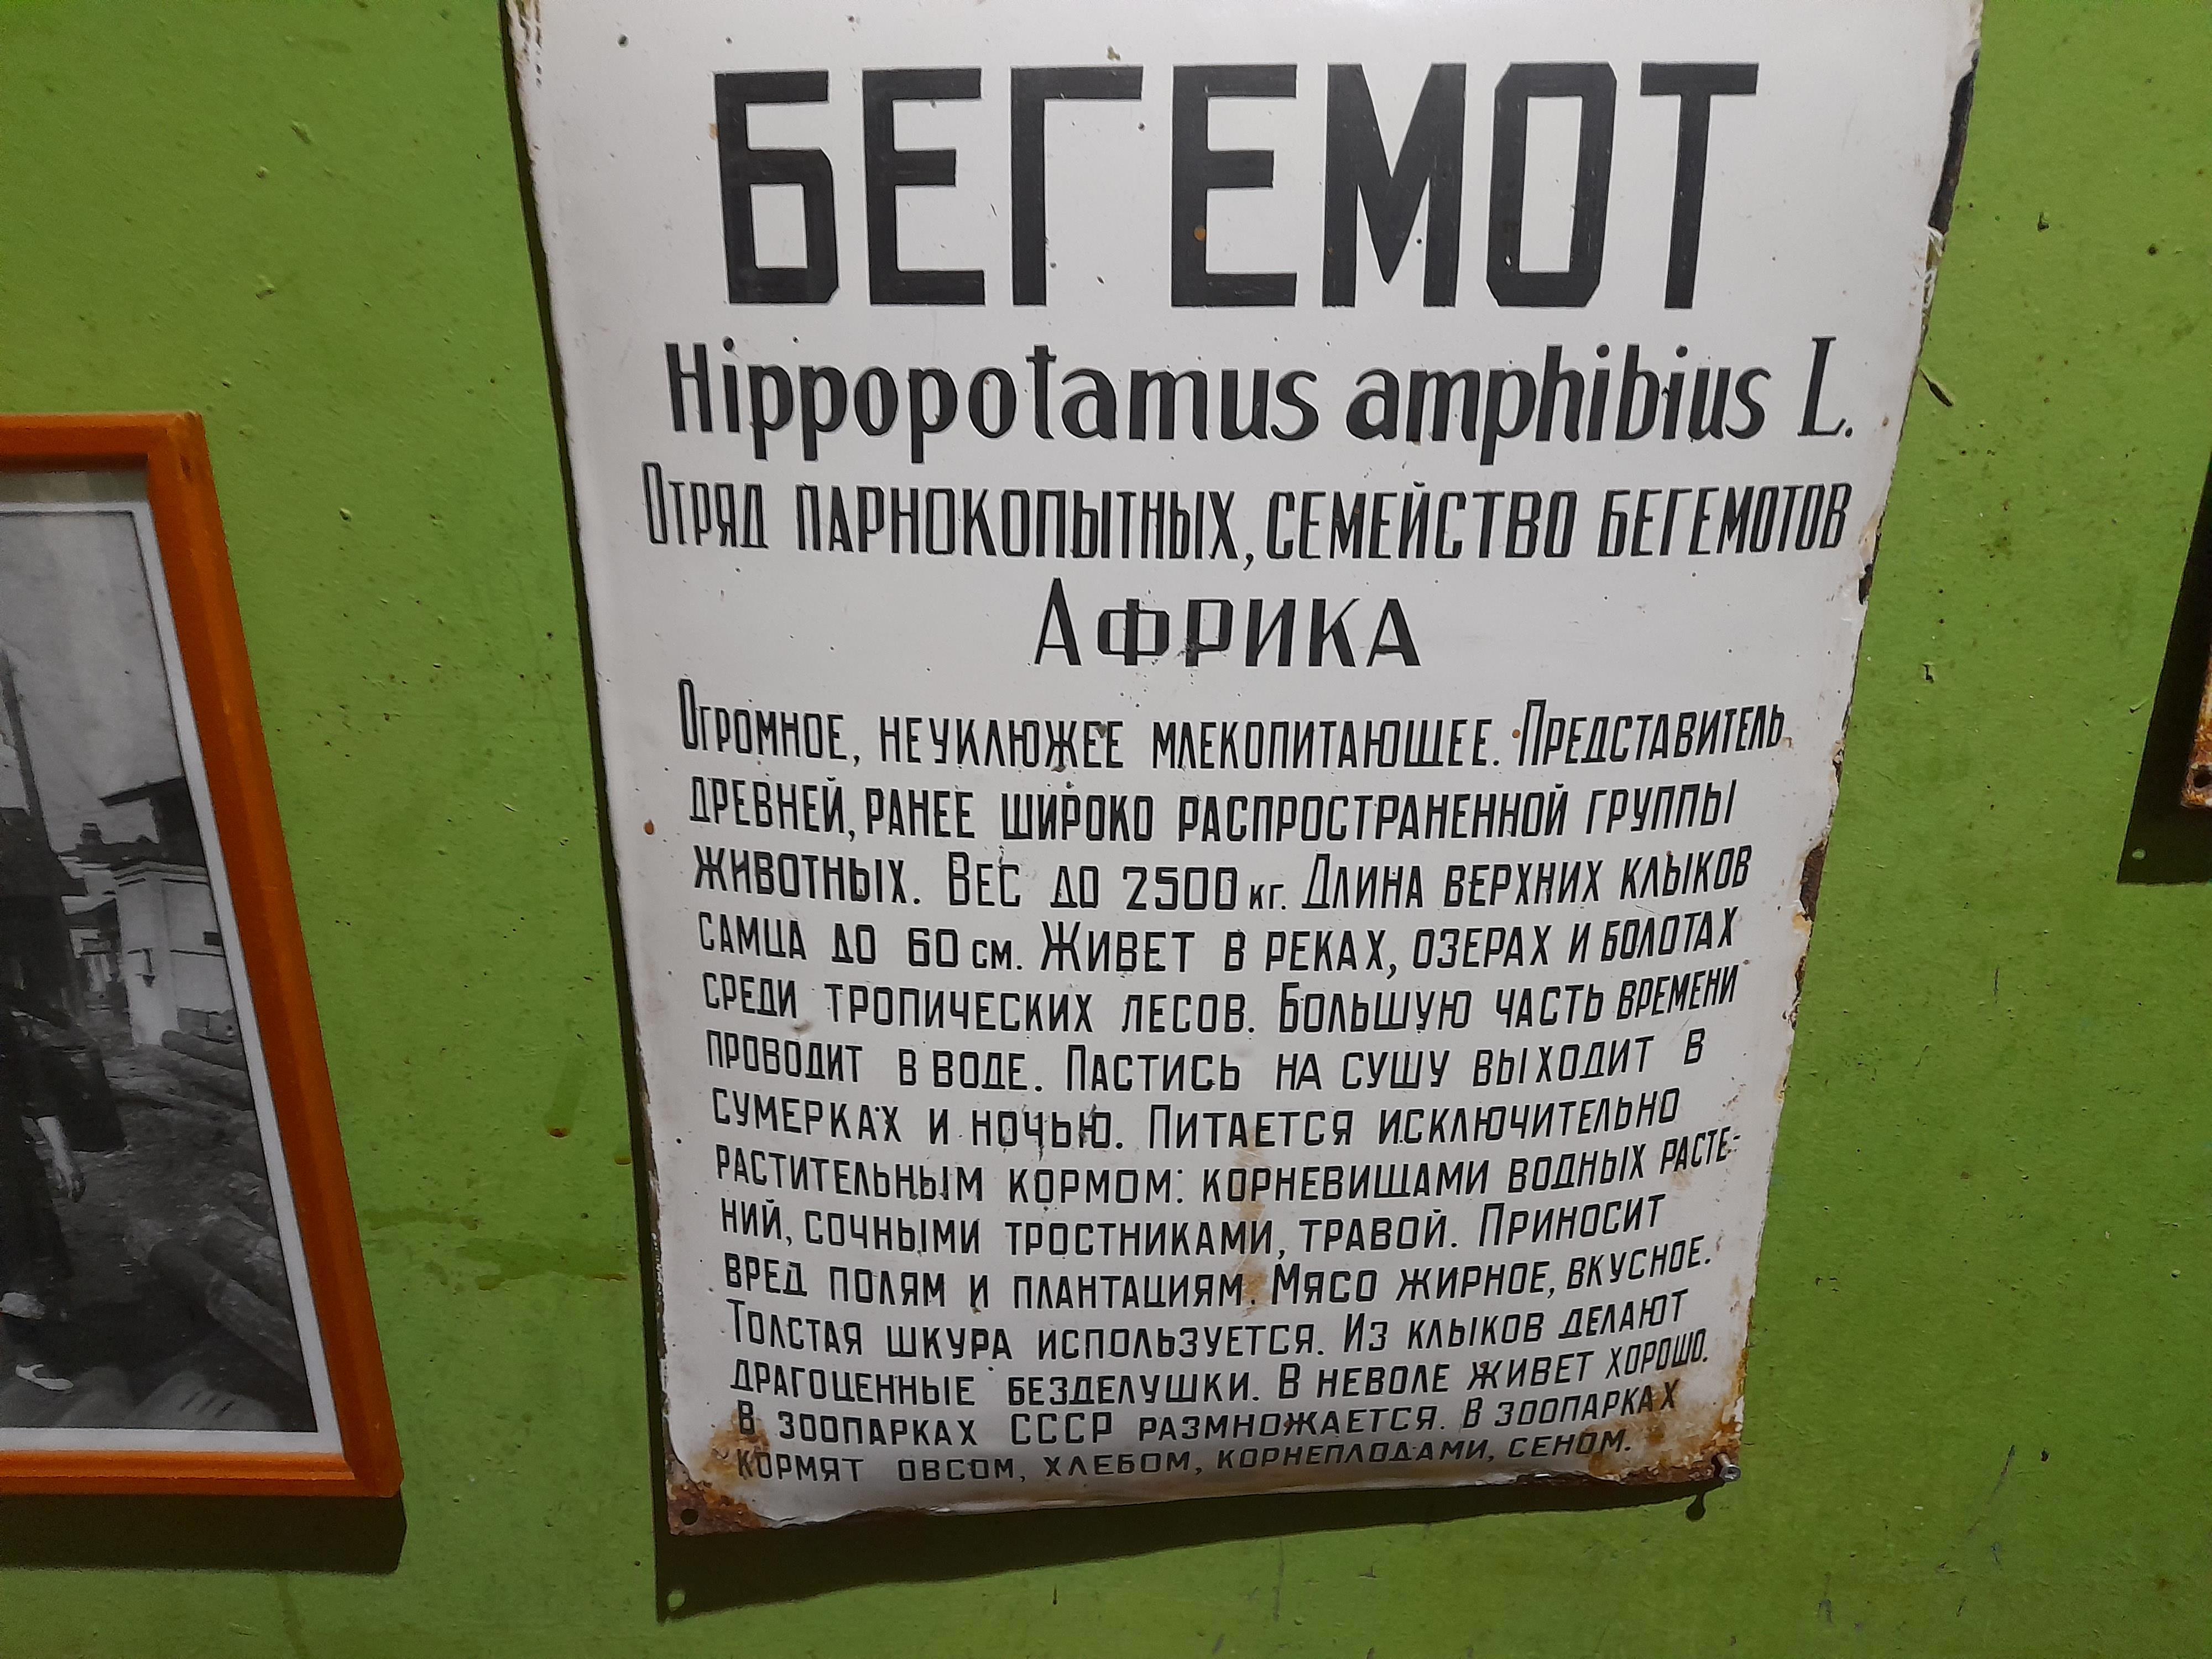 БЕГЕМОТ
Hippopotamus amphibius L.
Отряд парнокопытных, семейство бегемотов
Африка
Огромное, неуклюжее млекопитающее. Представитель
древней, ранее широко распространенной группы
животных. Вес до 2500 кг. Длина верхних клыков
самца до 60 см. Живет в реках, озерах и болотах
среди тропических лесов. Большую часть времени
проводит в воде. Пастись на сушу выходит в
сумерках и ночью. Питается исключительно
растительным кормом: корневищами водных расте-
ний, сочными тростниками, травой. Приносит
вред полям и плантациям. Мясо жирное, вкусное.
Толстая шкура используется. Из клыков делают
драгоценные безделушки. В неволе живет хорошо.
В зоопарках СССР размножается. В зоопарках
кормят овсом, хлебом, корнеплодами, сеном.